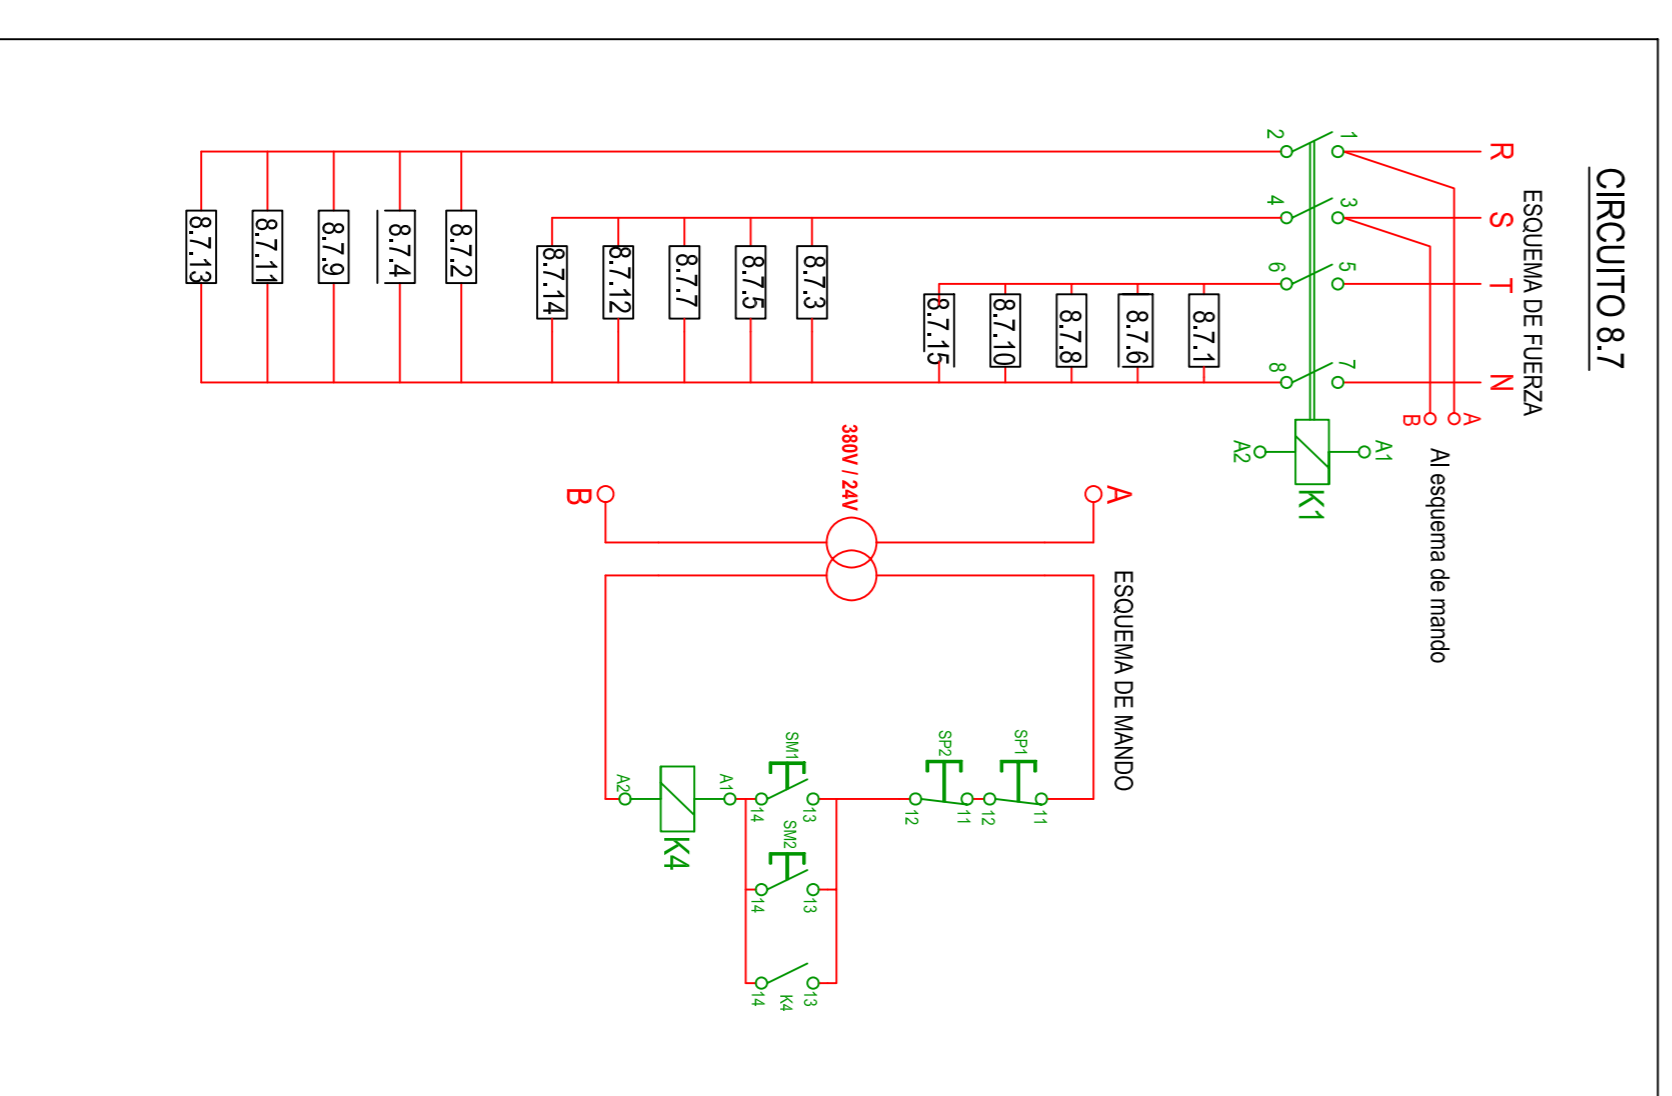 CIRCUITO 8.7
ESQUEMA DE FUERZA
R
S
T
N
A
B
Al esquema de mando
1
2
3
4
5
6
7
8
A1
A2
K1
8.7.1
8.7.6
8.7.8
8.7.10
8.7.15
8.7.3
8.7.5
8.7.7
8.7.12
8.7.14
8.7.2
8.7.4
8.7.9
8.7.11
8.7.13
ESQUEMA DE MANDO
A
380V / 24V
B
SP1
11
12
SP2
11
12
SM1
13
14
SM2
13
14
K4
13
14
A1
A2
K4